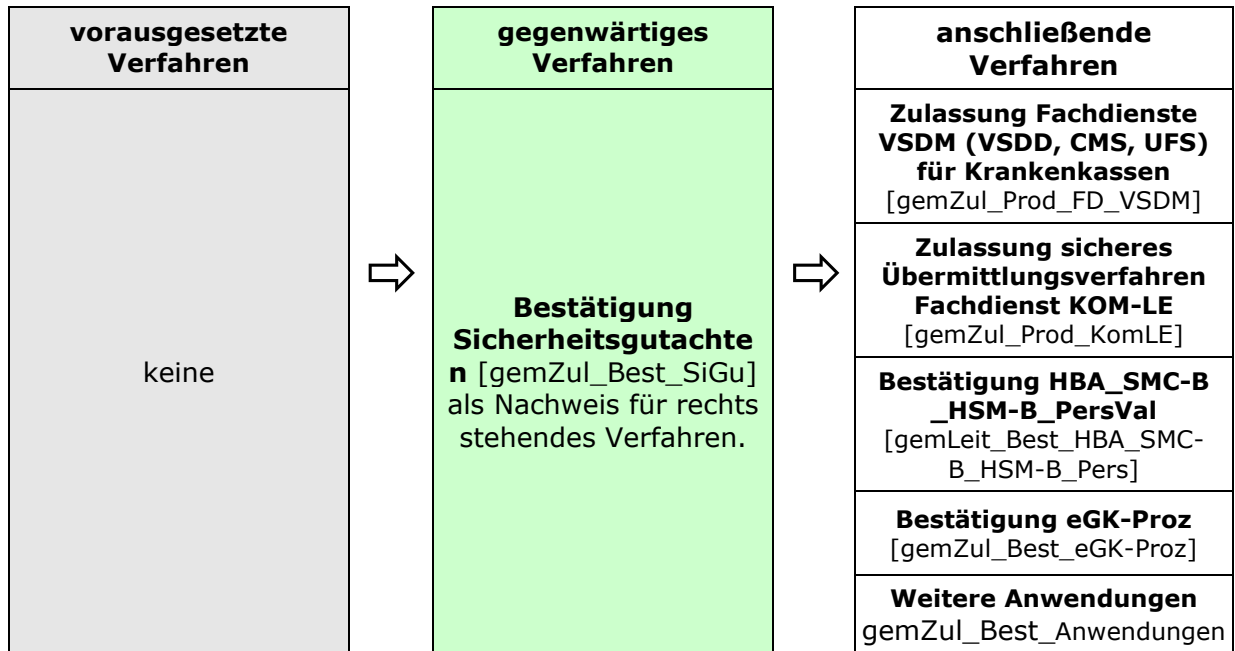 vorausgesetzte
Verfahren
keine
gegenwärtiges
Verfahren
Bestätigung
Sicherheitsgutachte
n [gemZul_Best_SiGu]
als Nachweis für rechts
stehendes Verfahren.
anschließende
Verfahren
Zulassung Fachdienste
VSDM (VSDD, CMS, UFS)
für Krankenkassen
[gemZul_Prod_FD_VSDM]
Zulassung sicheres
Übermittlungsverfahren
Fachdienst KOM-LE
[gemZul_Prod_KomLE]
Bestätigung HBA_SMC-B
_HSM-B_PersVal
[gemLeit_Best_HBA_SMC-
B_HSM-B_Pers]
Bestätigung eGK-Proz
[gemZul_Best_eGK-Proz]
Weitere Anwendungen
gemZul_Best_Anwendungen